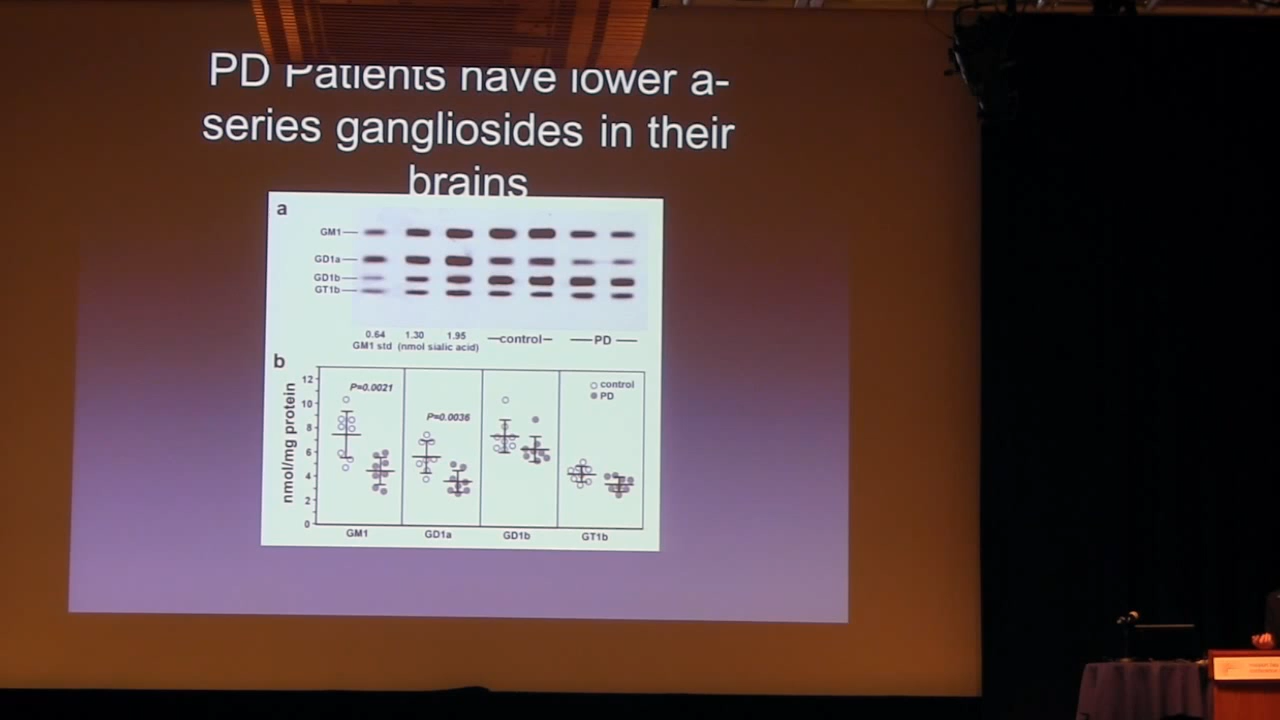 PD Patients have lower a-
series gangliosides in their
brains
a
GM1
GD1a
GD1b
GT1b
0.64 1.30 1.95 control PD
GM1 std (nmol sialic acid)
b
nmol/mg protein
12
10
8
6
4
2
0
P=0.0021
P=0.0036
control
PD
GM1 GD1a GD1b GT1b